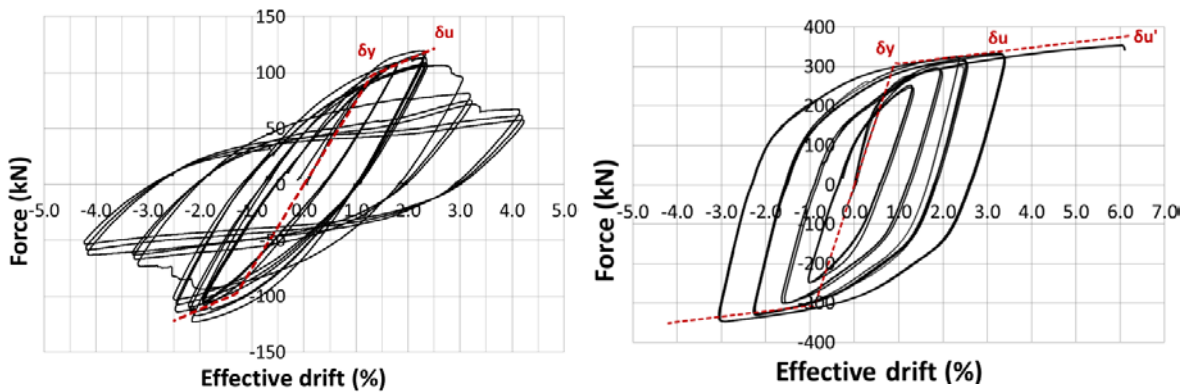 150
δy
δu
100
50
0
-5.0 -4.0 -3.0 -2.0 -1.0 0.0 1.0 2.0 3.0 4.0 5.0
-50
-100
-150
Force (kN)
Effective drift (%)
400
δy
δu
δu'
300
200
100
0
-5.0 -4.0 -3.0 -2.0 -1.0 0.0 1.0 2.0 3.0 4.0 5.0 6.0 7.0
-100
-200
-300
-400
Force (kN)
Effective drift (%)